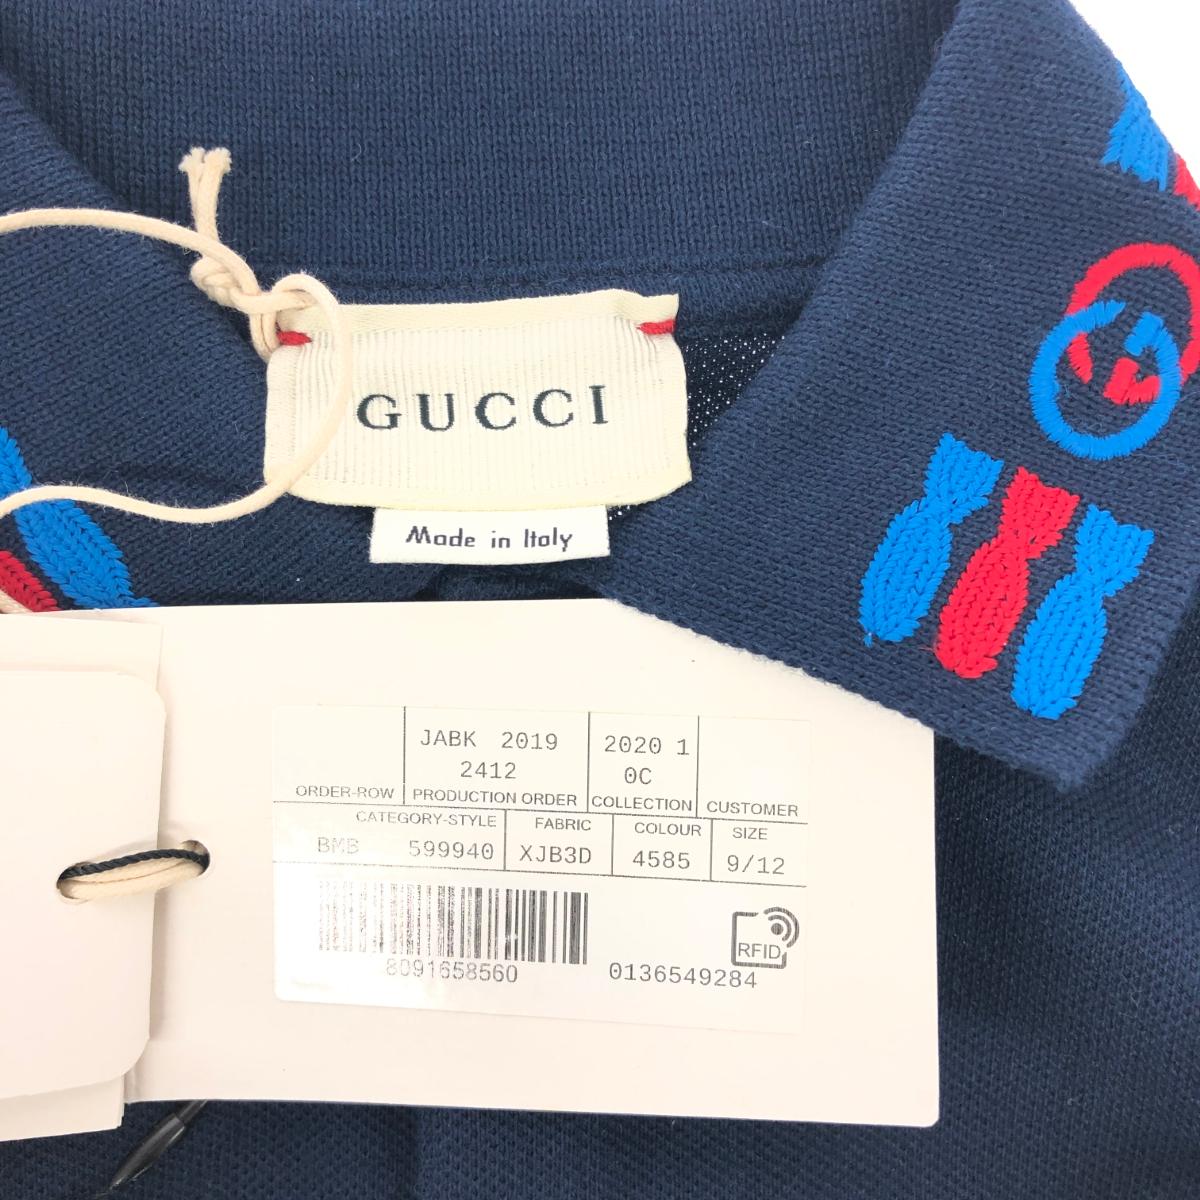 GUCCI
Made in Italy
JABK 2019 2020 1
2412 0C
ORDER-ROW PRODUCTION ORDER COLLECTION CUSTOMER
CATEGORY-STYLE FABRIC COLOUR SIZE
BMB 599940 XJB3D 4585 9/12
RFID
8091658560 0136549284